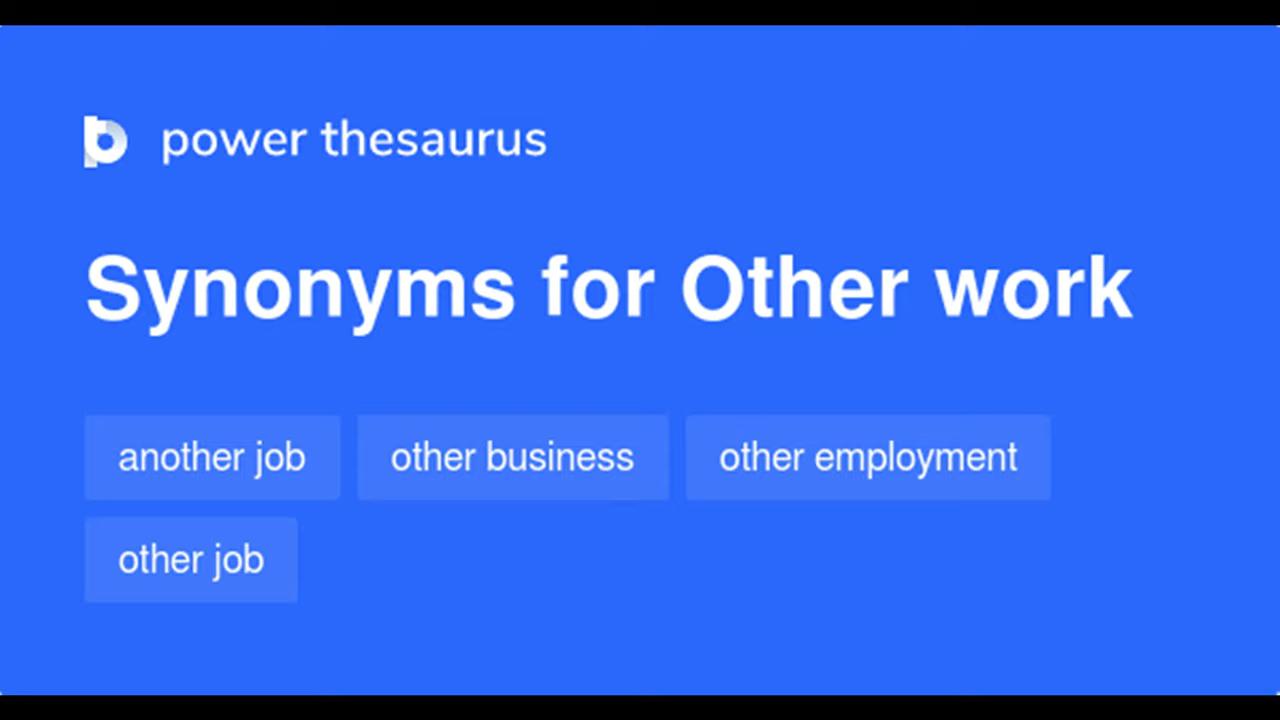 power thesaurus
Synonyms for Other work
another job other business other employment
other job